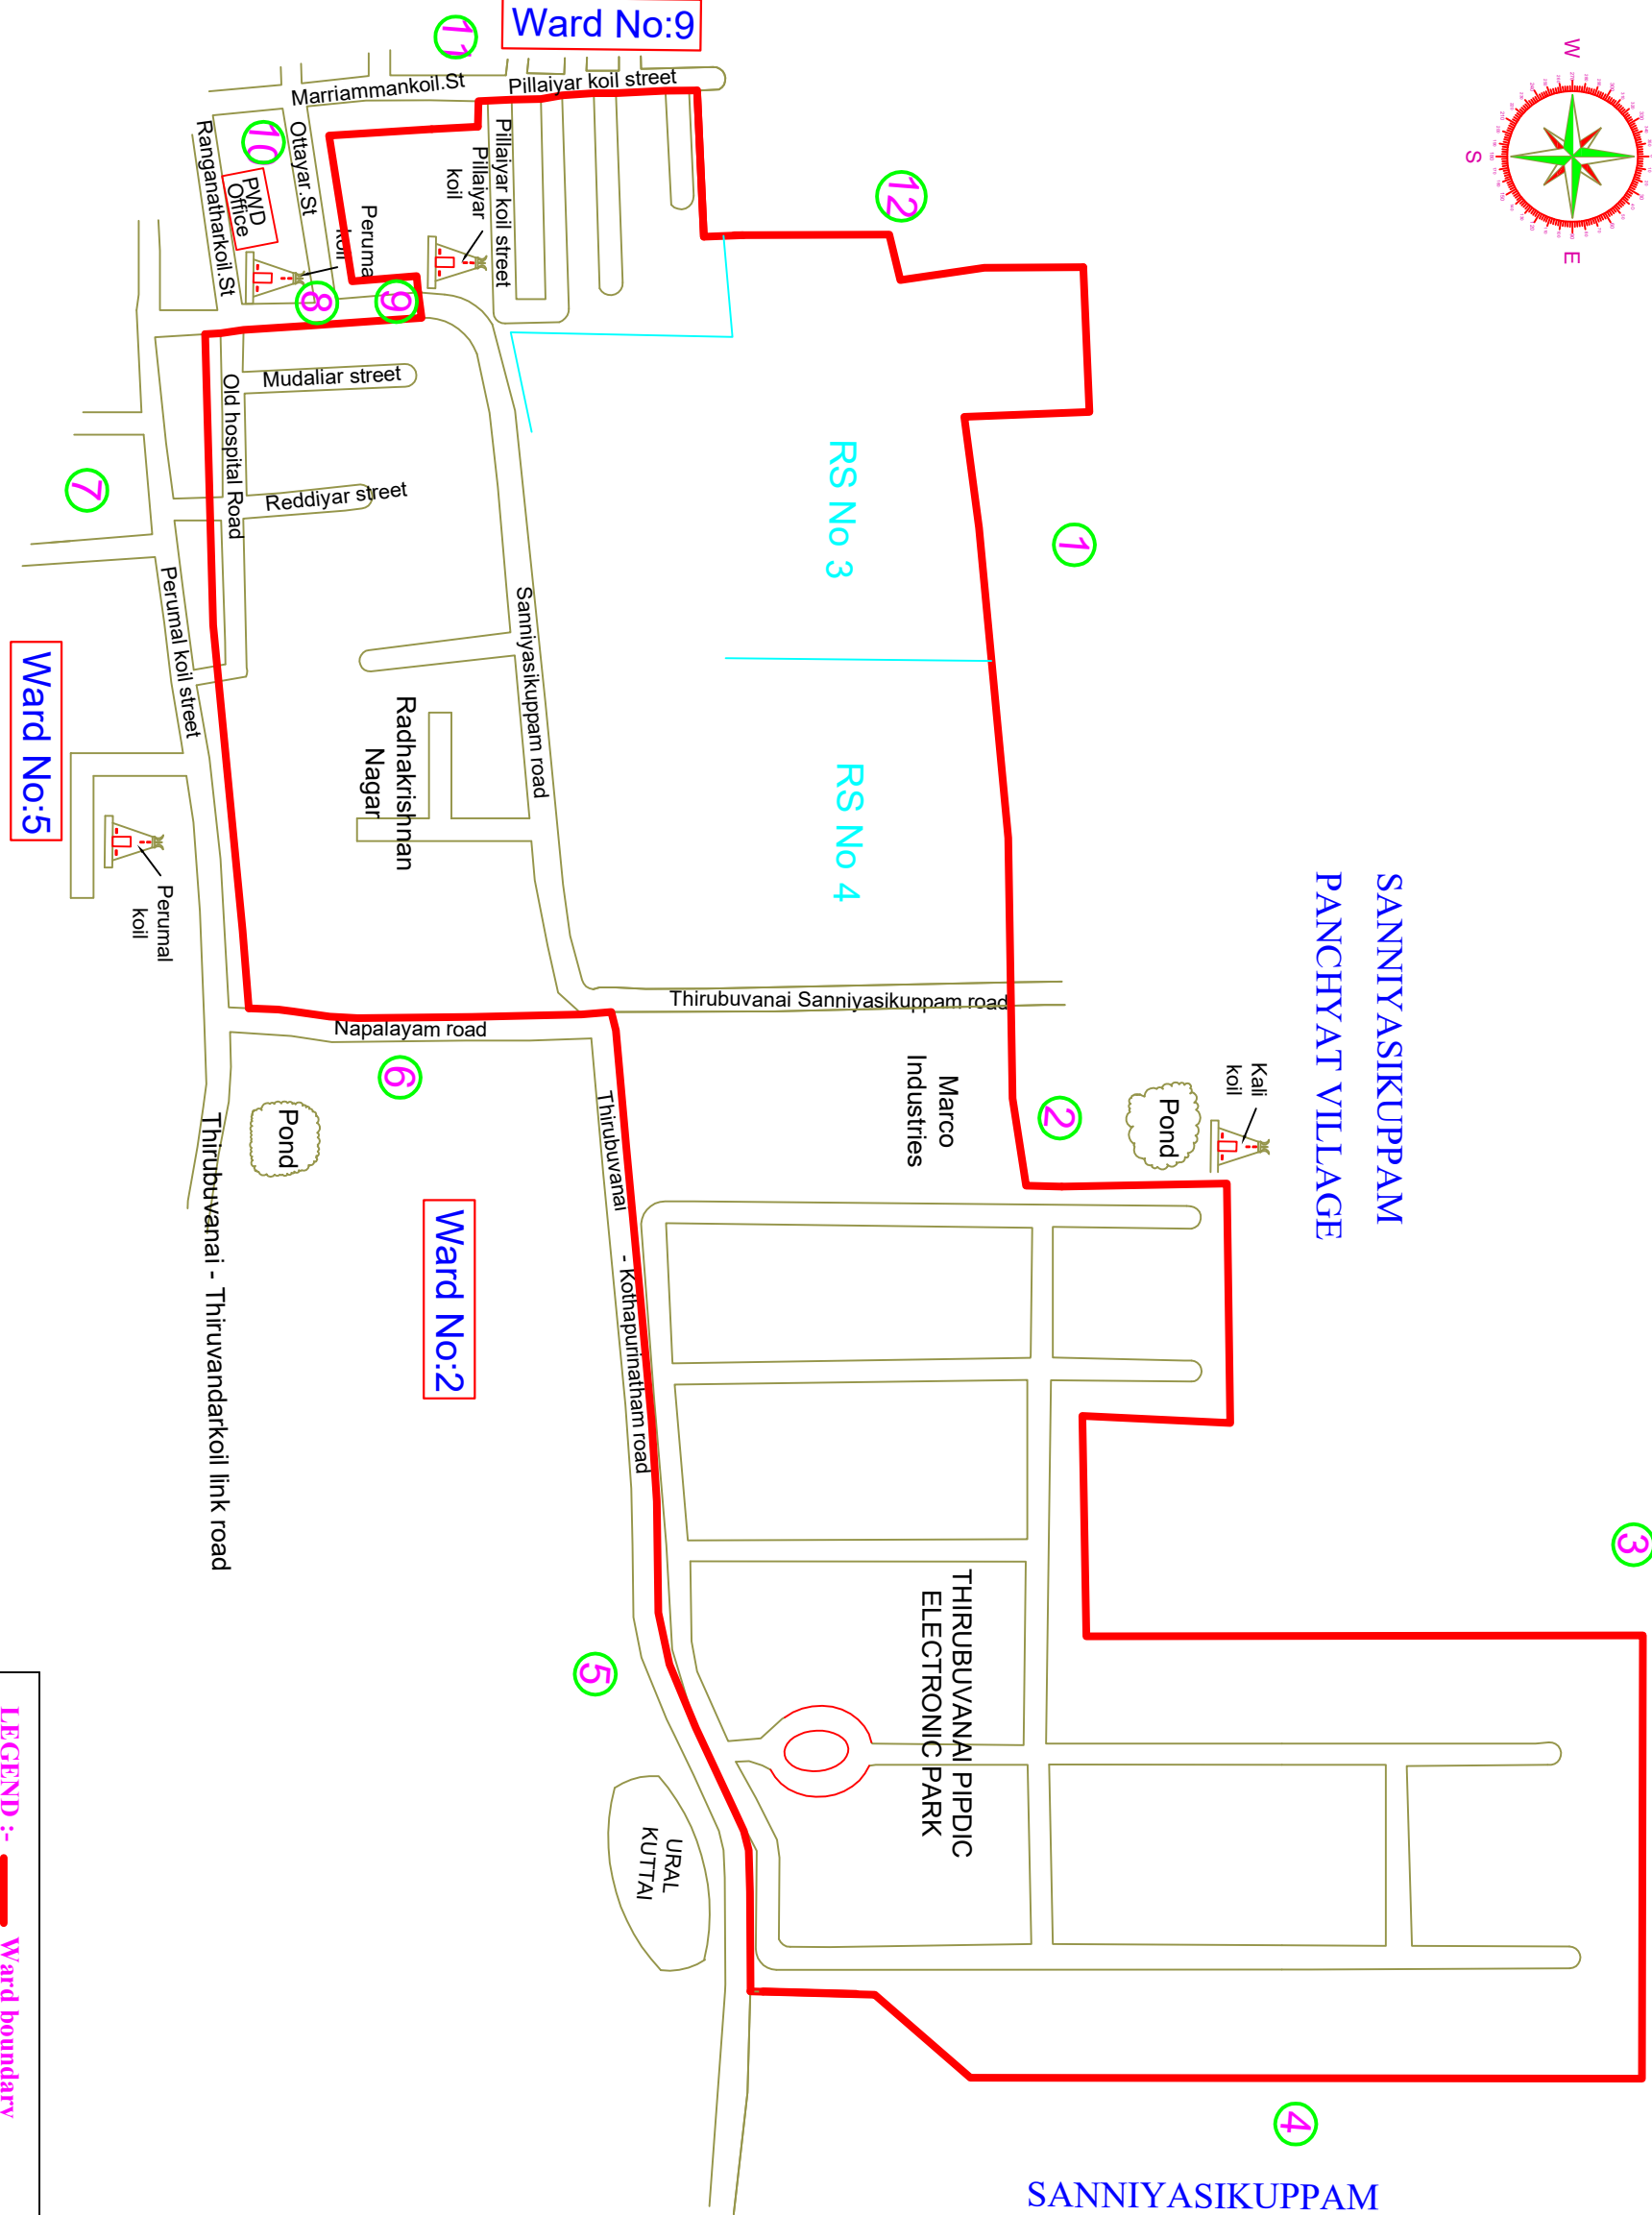 Ward No:9
11
W
S
E
Marriammankoil.St
Pillaiyar koil street
12
10
Ranganatharkoil.St
Ottayar.St
PWD
Office
Peruma
koil
Pillaiyar
koil
Pillaiyar koil street
8
9
Mudaliar street
Old hospital Road
Reddiyar street
7
RS No 3
1
Perumal koil street
Sanniyasikuppam road
Ward No:5
Radhakrishnan
Nagar
RS No 4
Perumal
koil
SANNIYASIKUPPAM
PANCHYAT VILLAGE
Thirubuvanai Sanniyasikuppam road
Napalayam road
6
Marco
Industries
2
Kali
koil
Pond
Pond
Thirubuvanai - Kothapurinatham road
Thirubuvanai - Thiruvandarkoil link road
Ward No:2
3
THIRUBUVANAI PIPDIC
ELECTRONIC PARK
5
URAL
KUTTAI
4
SANNIYASIKUPPAM
LEGEND :-
Ward boundary